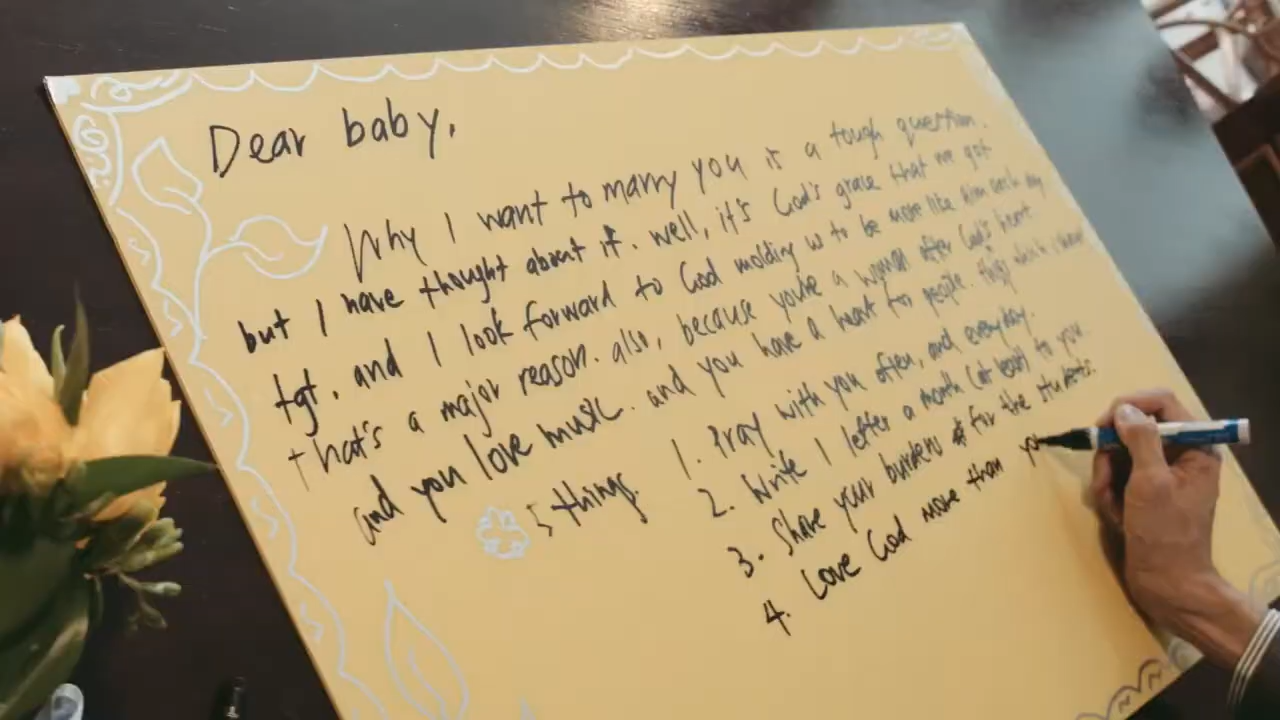 Dear baby,
Why I want to marry you is a tough question.
but I have thought about it. well, it's God's grace that we got
tgt, and I look forward to God molding us to be more like him each day
that's a major reason. also, because you're a woman after God's heart.
and you love music. and you have a heart for people.
5 things
1. Pray with you often, and everyday.
2. Write 1 letter a month (at least) to you.
3. Share your burdens for the students.
4. Love God more than yo